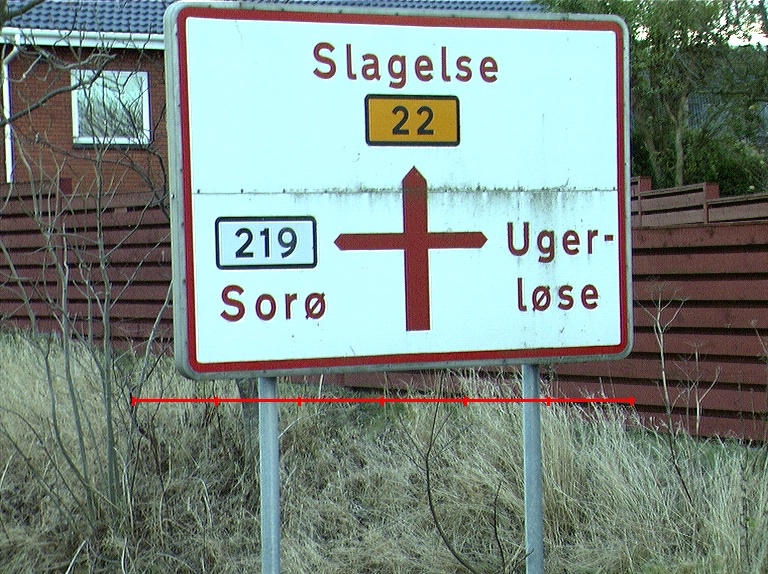 Slagelse
22
219
Sorø
Uger-
løse